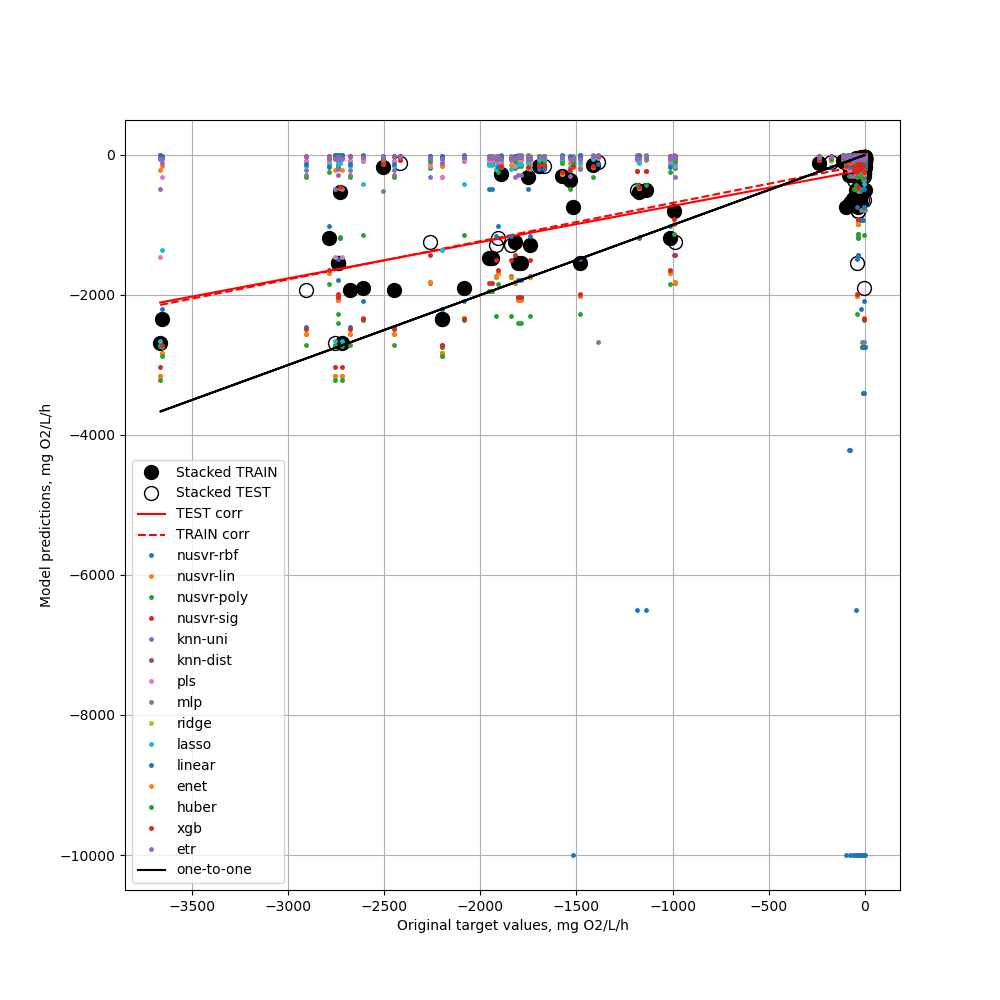 0
−2000
−4000
−6000
−8000
−10000
Model predictions, mg O2/L/h
Stacked TRAIN
Stacked TEST
TEST corr
TRAIN corr
nusvr-rbf
nusvr-lin
nusvr-poly
nusvr-sig
knn-uni
knn-dist
pls
mlp
ridge
lasso
linear
enet
huber
xgb
etr
one-to-one
−3500 −3000 −2500 −2000 −1500 −1000 −500 0
Original target values, mg O2/L/h